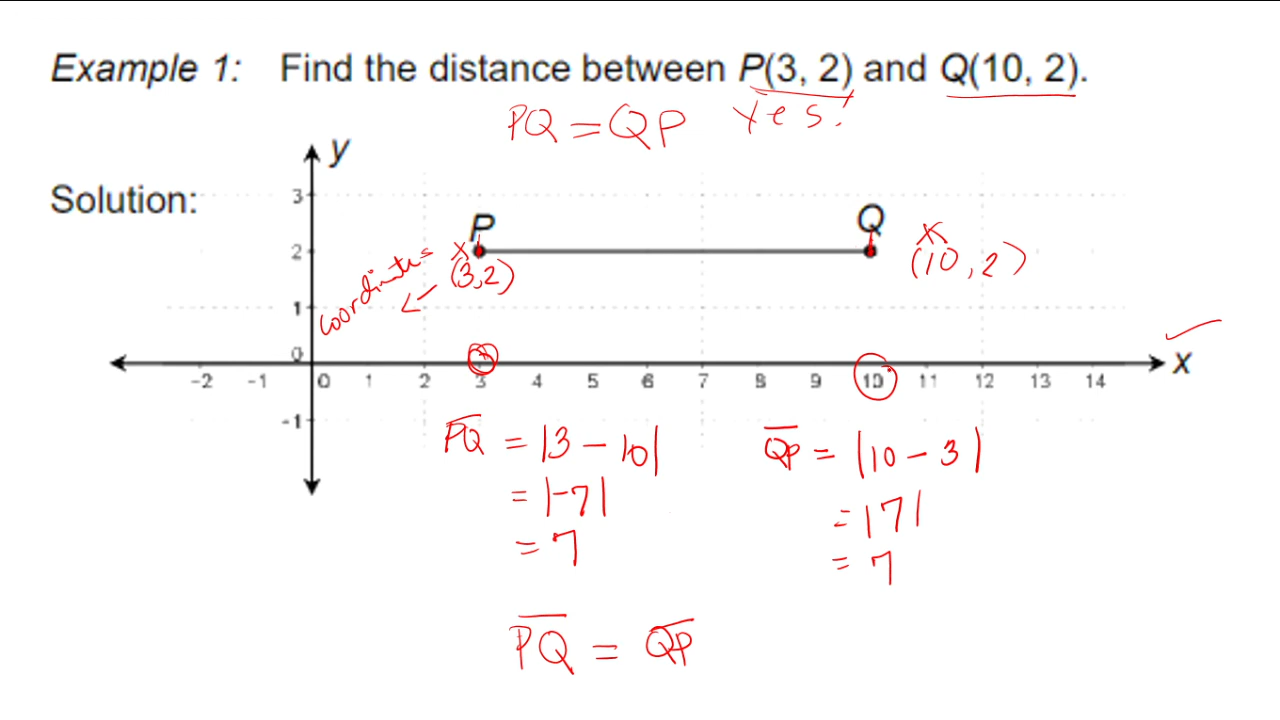 Example 1: Find the distance between P(3, 2) and Q(10, 2).
PQ = QP yes!
y
Solution:
3
P
Q
2
x
x
coordinates
(3,2)
(10,2)
1
0
x
-2 -1 0 1 2 3 4 5 6 7 8 9 10 11 12 13 14
-1
PQ = |3 - 10|
QP = |10 - 3|
= |-7|
= |7|
= 7
= 7
PQ = QP